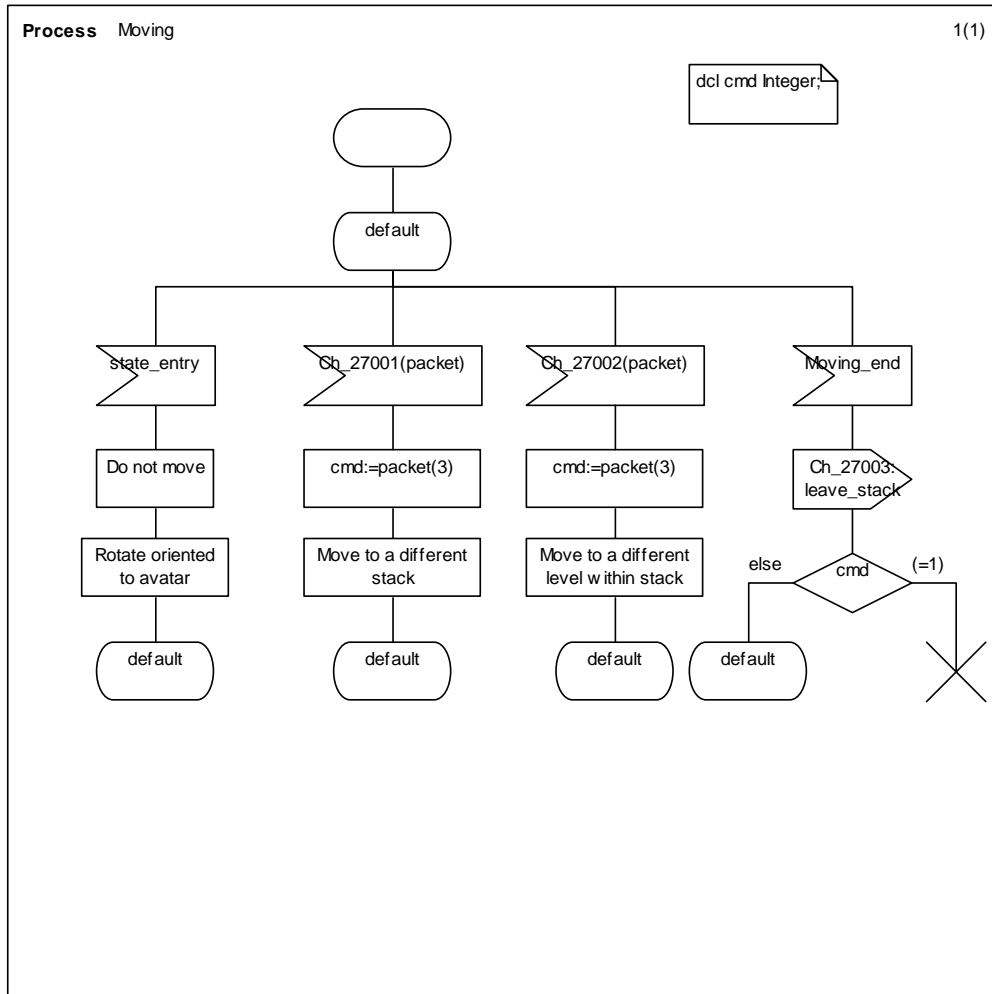 Process Moving 1(1)
dcl cmd Integer;
default
state_entry
Ch_27001(packet)
Ch_27002(packet)
Moving_end
Do not move
cmd:=packet(3)
cmd:=packet(3)
Ch_27003:
leave_stack
Rotate oriented
to avatar
Move to a different
stack
Move to a different
level within stack
else
cmd
(=1)
default
default
default
default